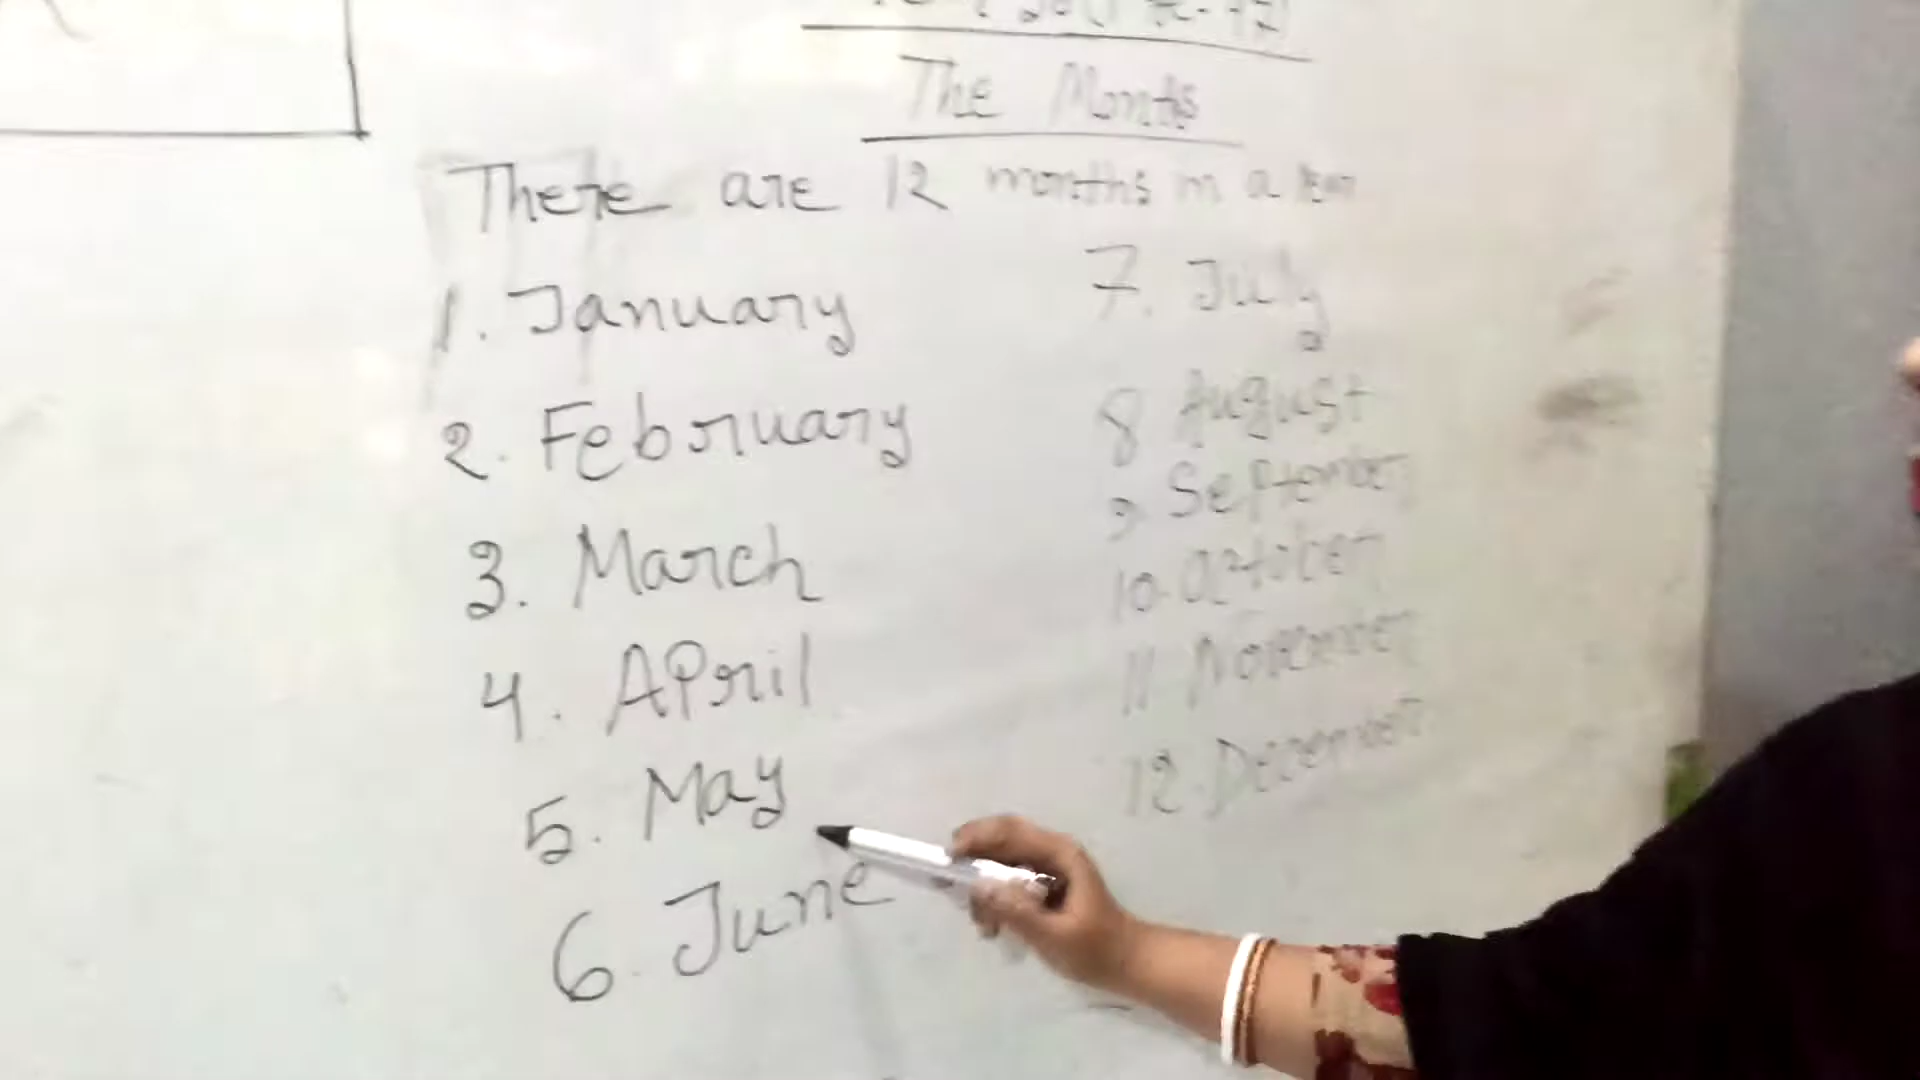 The Months
There are 12 months in a year
1. January
2. February
3. March
4. April
5. May
6. June
7. July
8 August
9 September
10. October
11 November
12. December